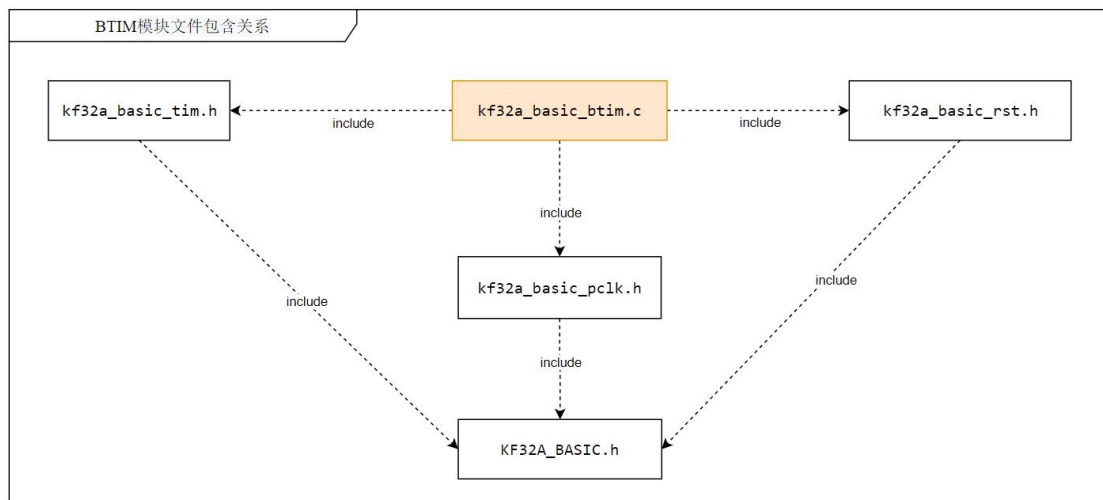 BTIM模块文件包含关系
kf32a_basic_tim.h
kf32a_basic_btim.c
kf32a_basic_rst.h
include
include
include
kf32a_basic_pclk.h
include
include
include
KF32A_BASIC.h